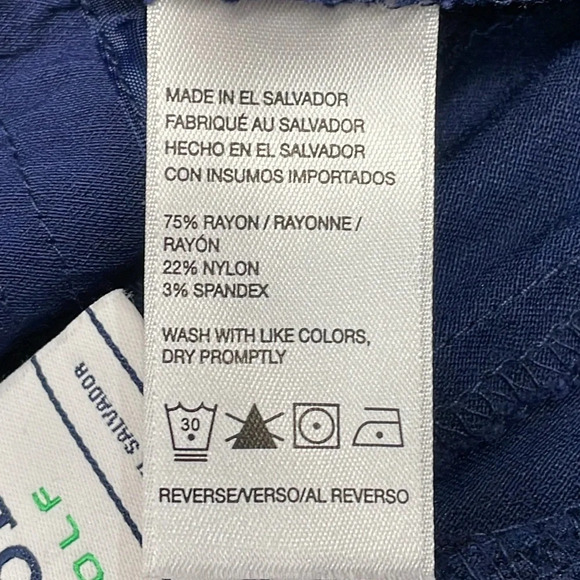 MADE IN EL SALVADOR
FABRIQUÉ AU SALVADOR
HECHO EN EL SALVADOR
CON INSUMOS IMPORTADOS
75% RAYON / RAYONNE /
RAYÓN
22% NYLON
3% SPANDEX
WASH WITH LIKE COLORS,
DRY PROMPTLY
30
REVERSE/VERSO/AL REVERSO
SALVADOR
OLF